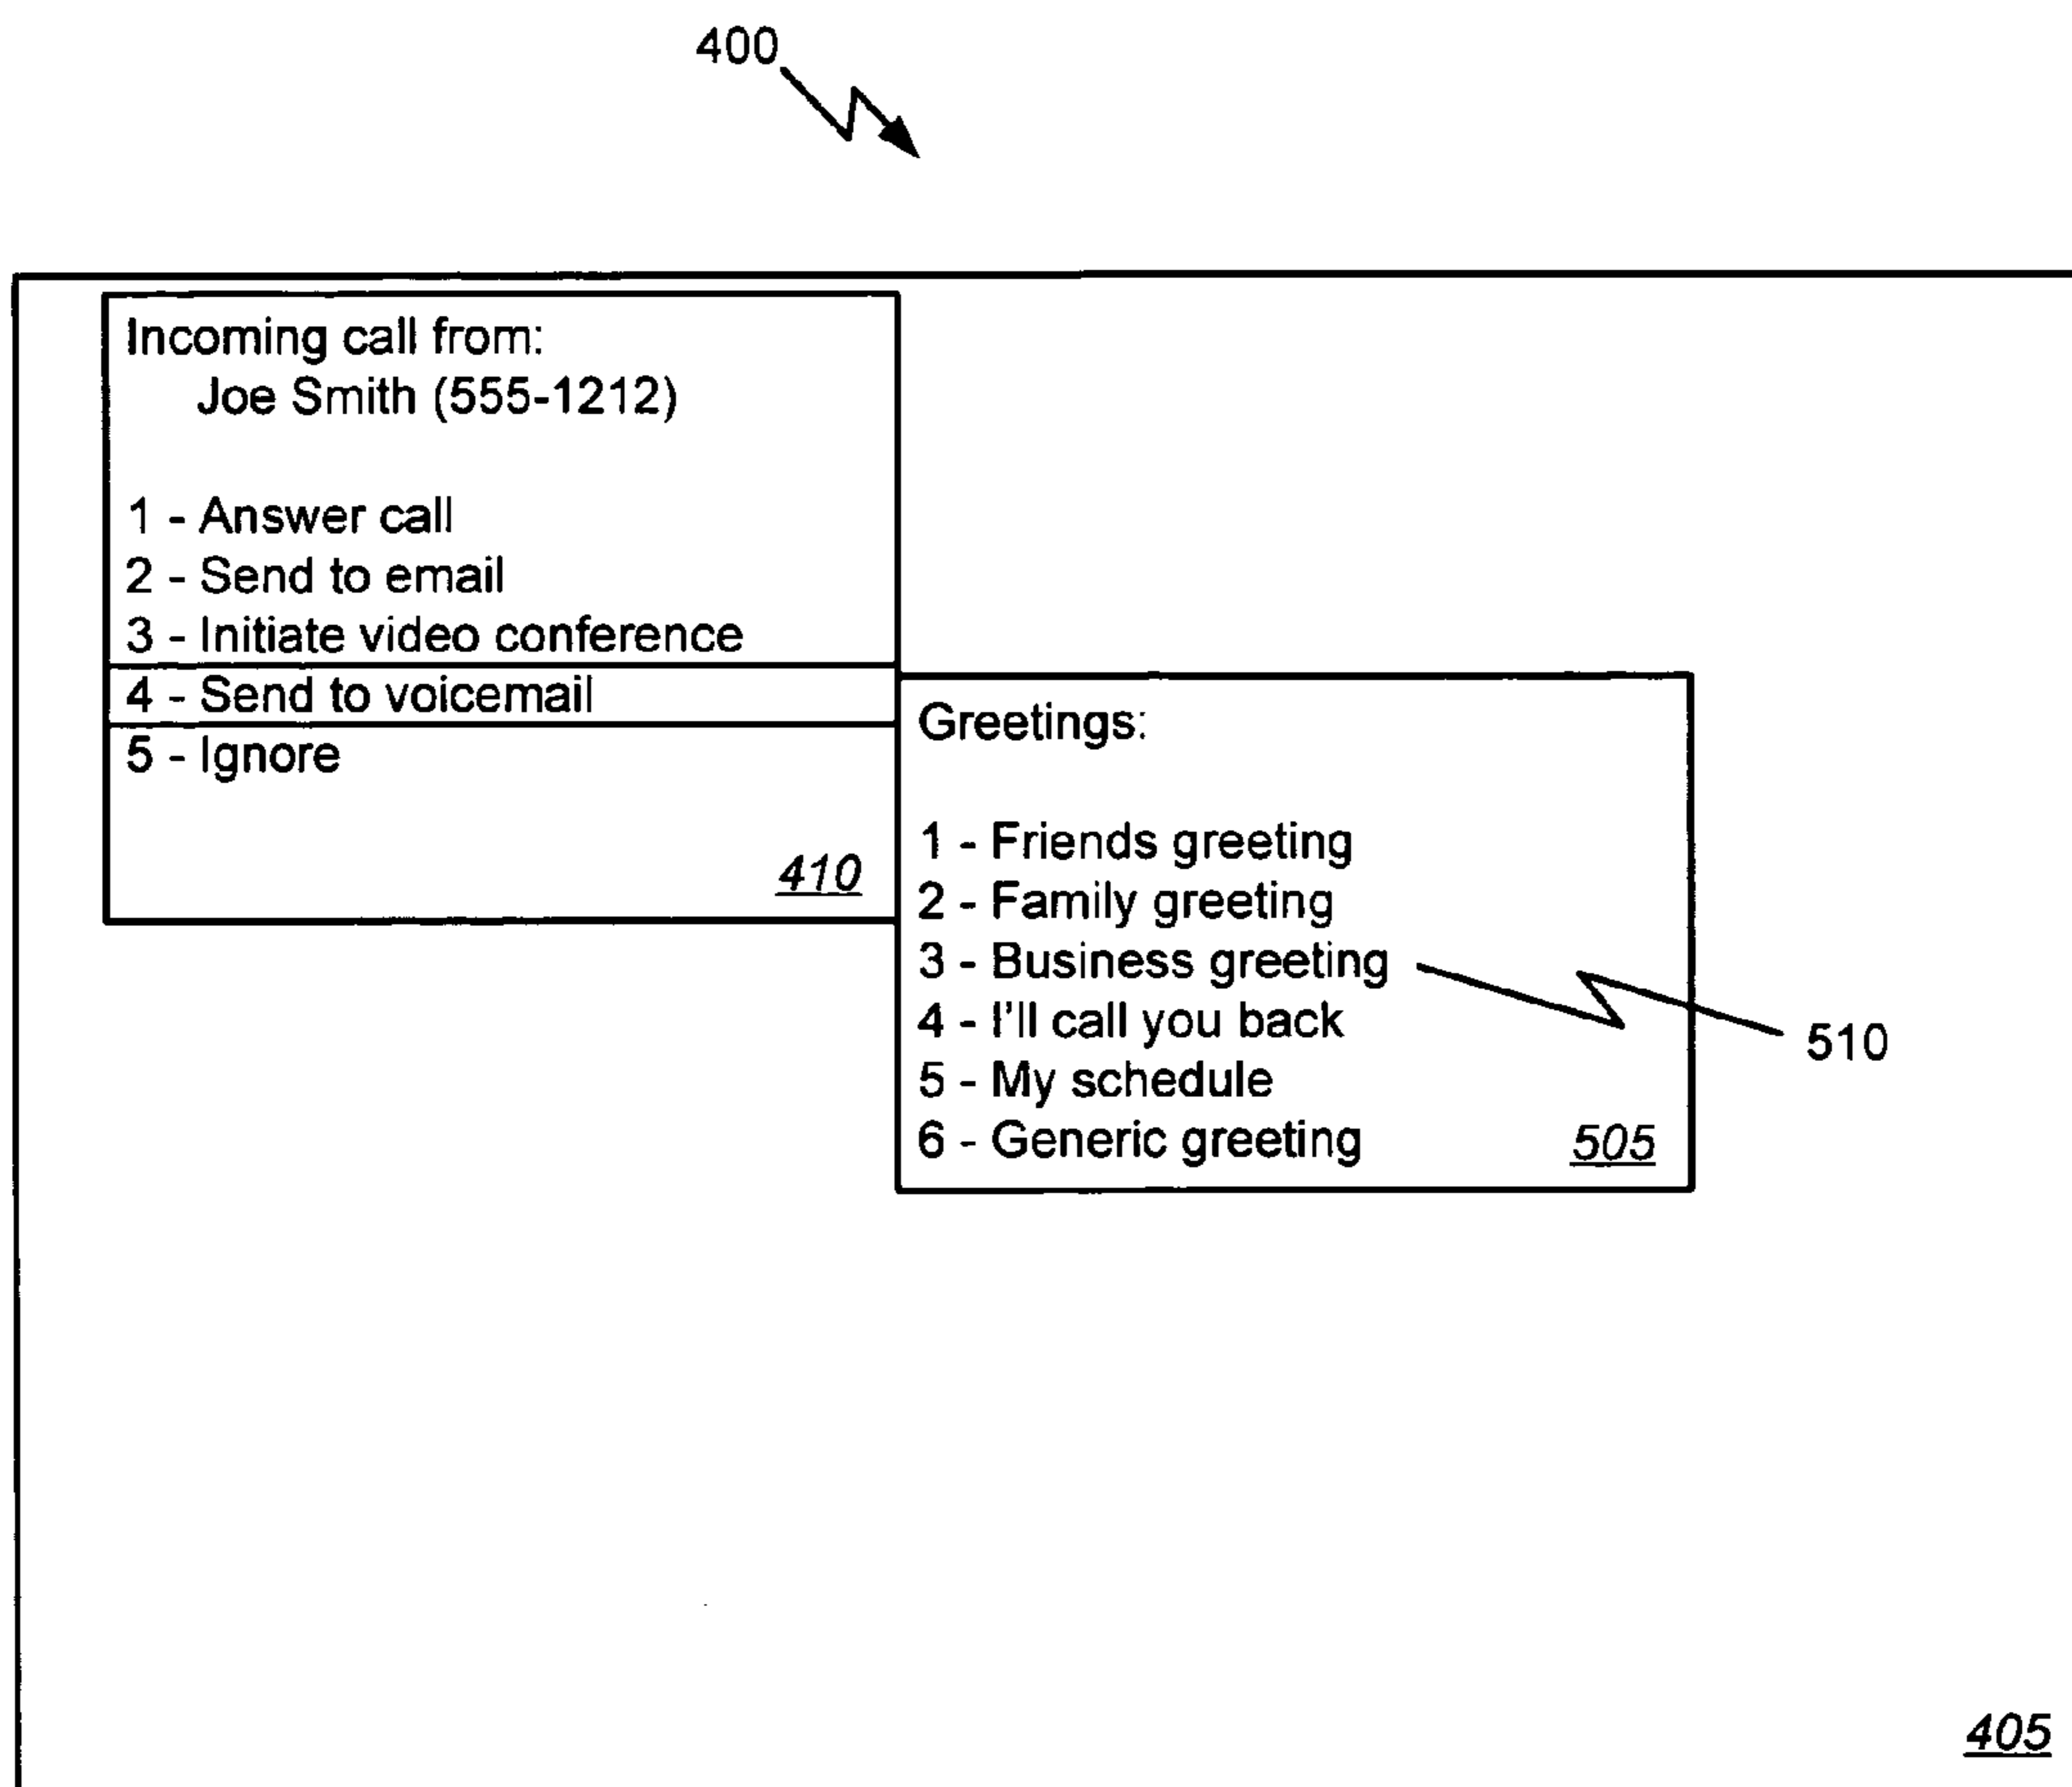 400
Incoming call from:
Joe Smith (555-1212)
1 - Answer call
2 - Send to email
3 - Initiate video conference
4 - Send to voicemail
5 - Ignore
410
Greetings:
1 - Friends greeting
2 - Family greeting
3 - Business greeting
4 - I'll call you back
5 - My schedule
6 - Generic greeting
505
510
405